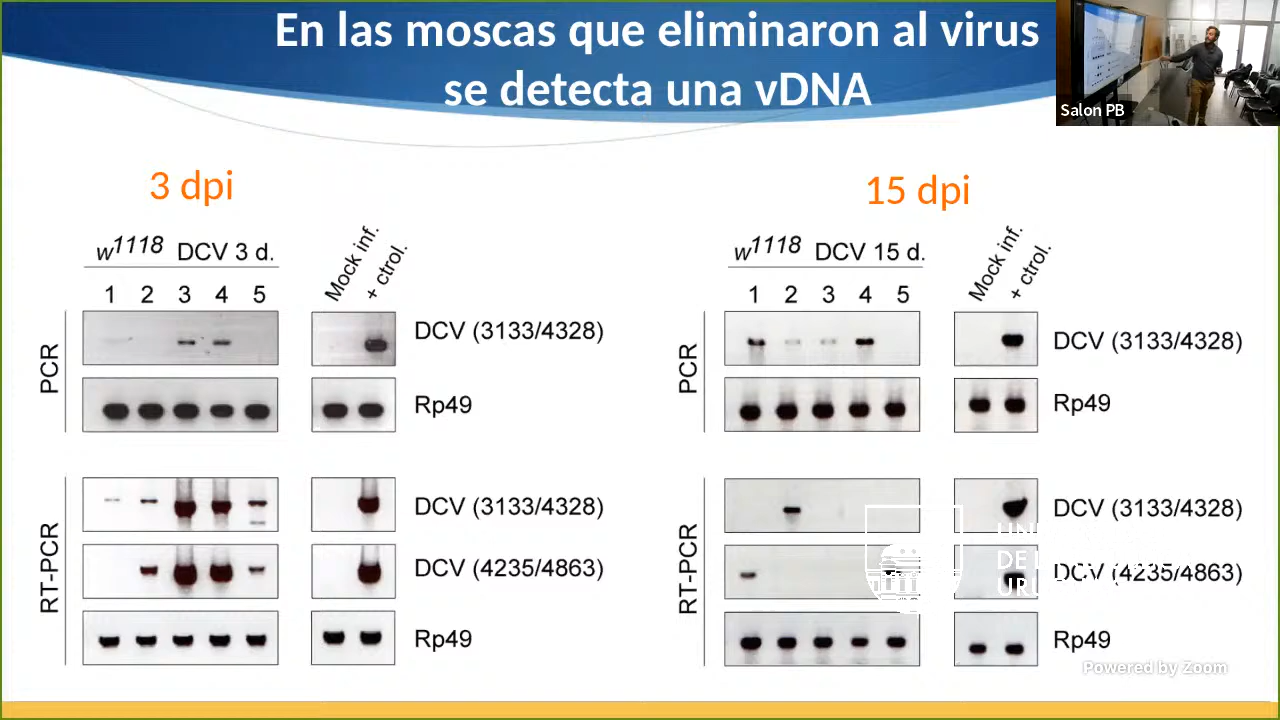 En las moscas que eliminaron al virus
se detecta una vDNA
Salon PB
3 dpi
w1118 DCV 3 d.
Mock inf.
+ ctrol.
1 2 3 4 5
PCR
DCV (3133/4328)
Rp49
RT-PCR
DCV (3133/4328)
DCV (4235/4863)
Rp49
15 dpi
w1118 DCV 15 d.
Mock inf.
+ ctrol.
1 2 3 4 5
PCR
DCV (3133/4328)
Rp49
RT-PCR
DCV (3133/4328)
DCV (4235/4863)
Rp49
Powered by Zoom